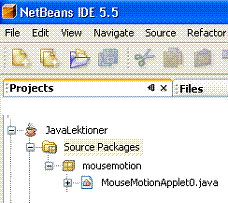 NetBeans IDE 5.5
File Edit View Navigate Source Refactor
Projects Files
JavaLektioner
Source Packages
mousemotion
MouseMotionApplet0.java